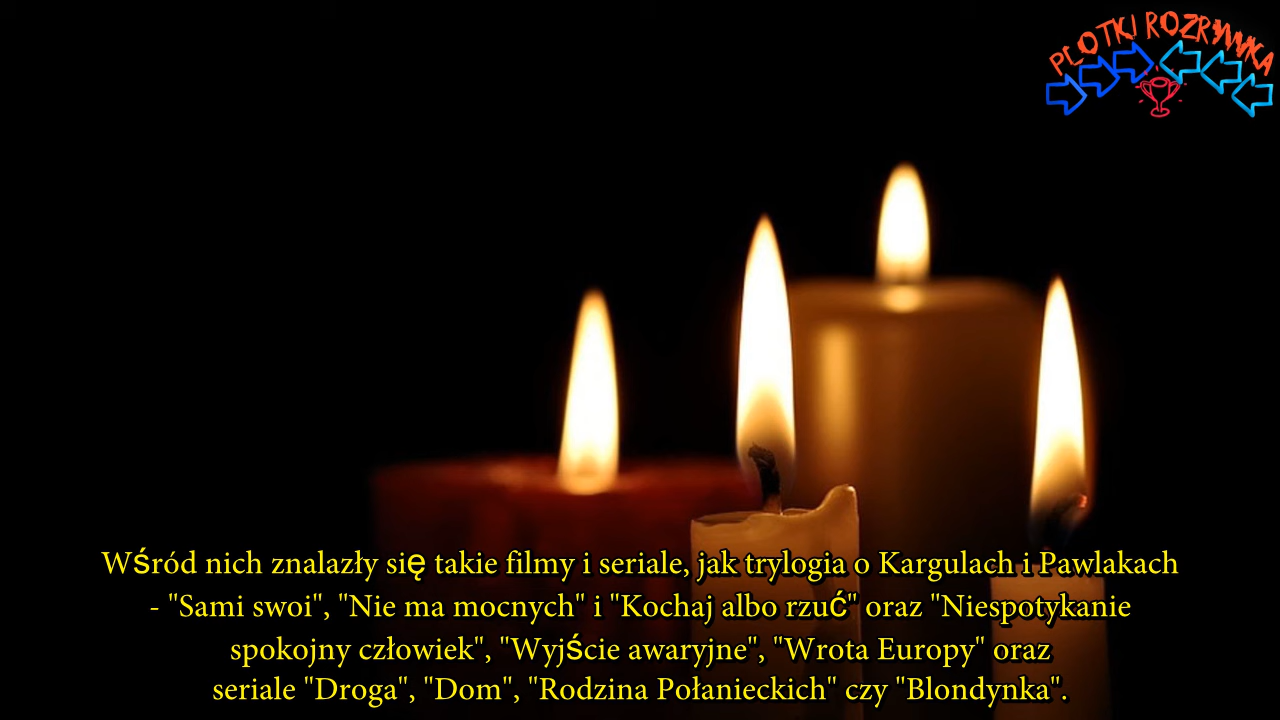 PLOTKI ROZRYWKA
Wśród nich znalazły się takie filmy i seriale, jak trylogia o Kargulach i Pawlakach
- "Sami swoi", "Nie ma mocnych" i "Kochaj albo rzuć" oraz "Niespotykanie
spokojny człowiek", "Wyjście awaryjne", "Wrota Europy" oraz
seriale "Droga", "Dom", "Rodzina Połanieckich" czy "Blondynka".